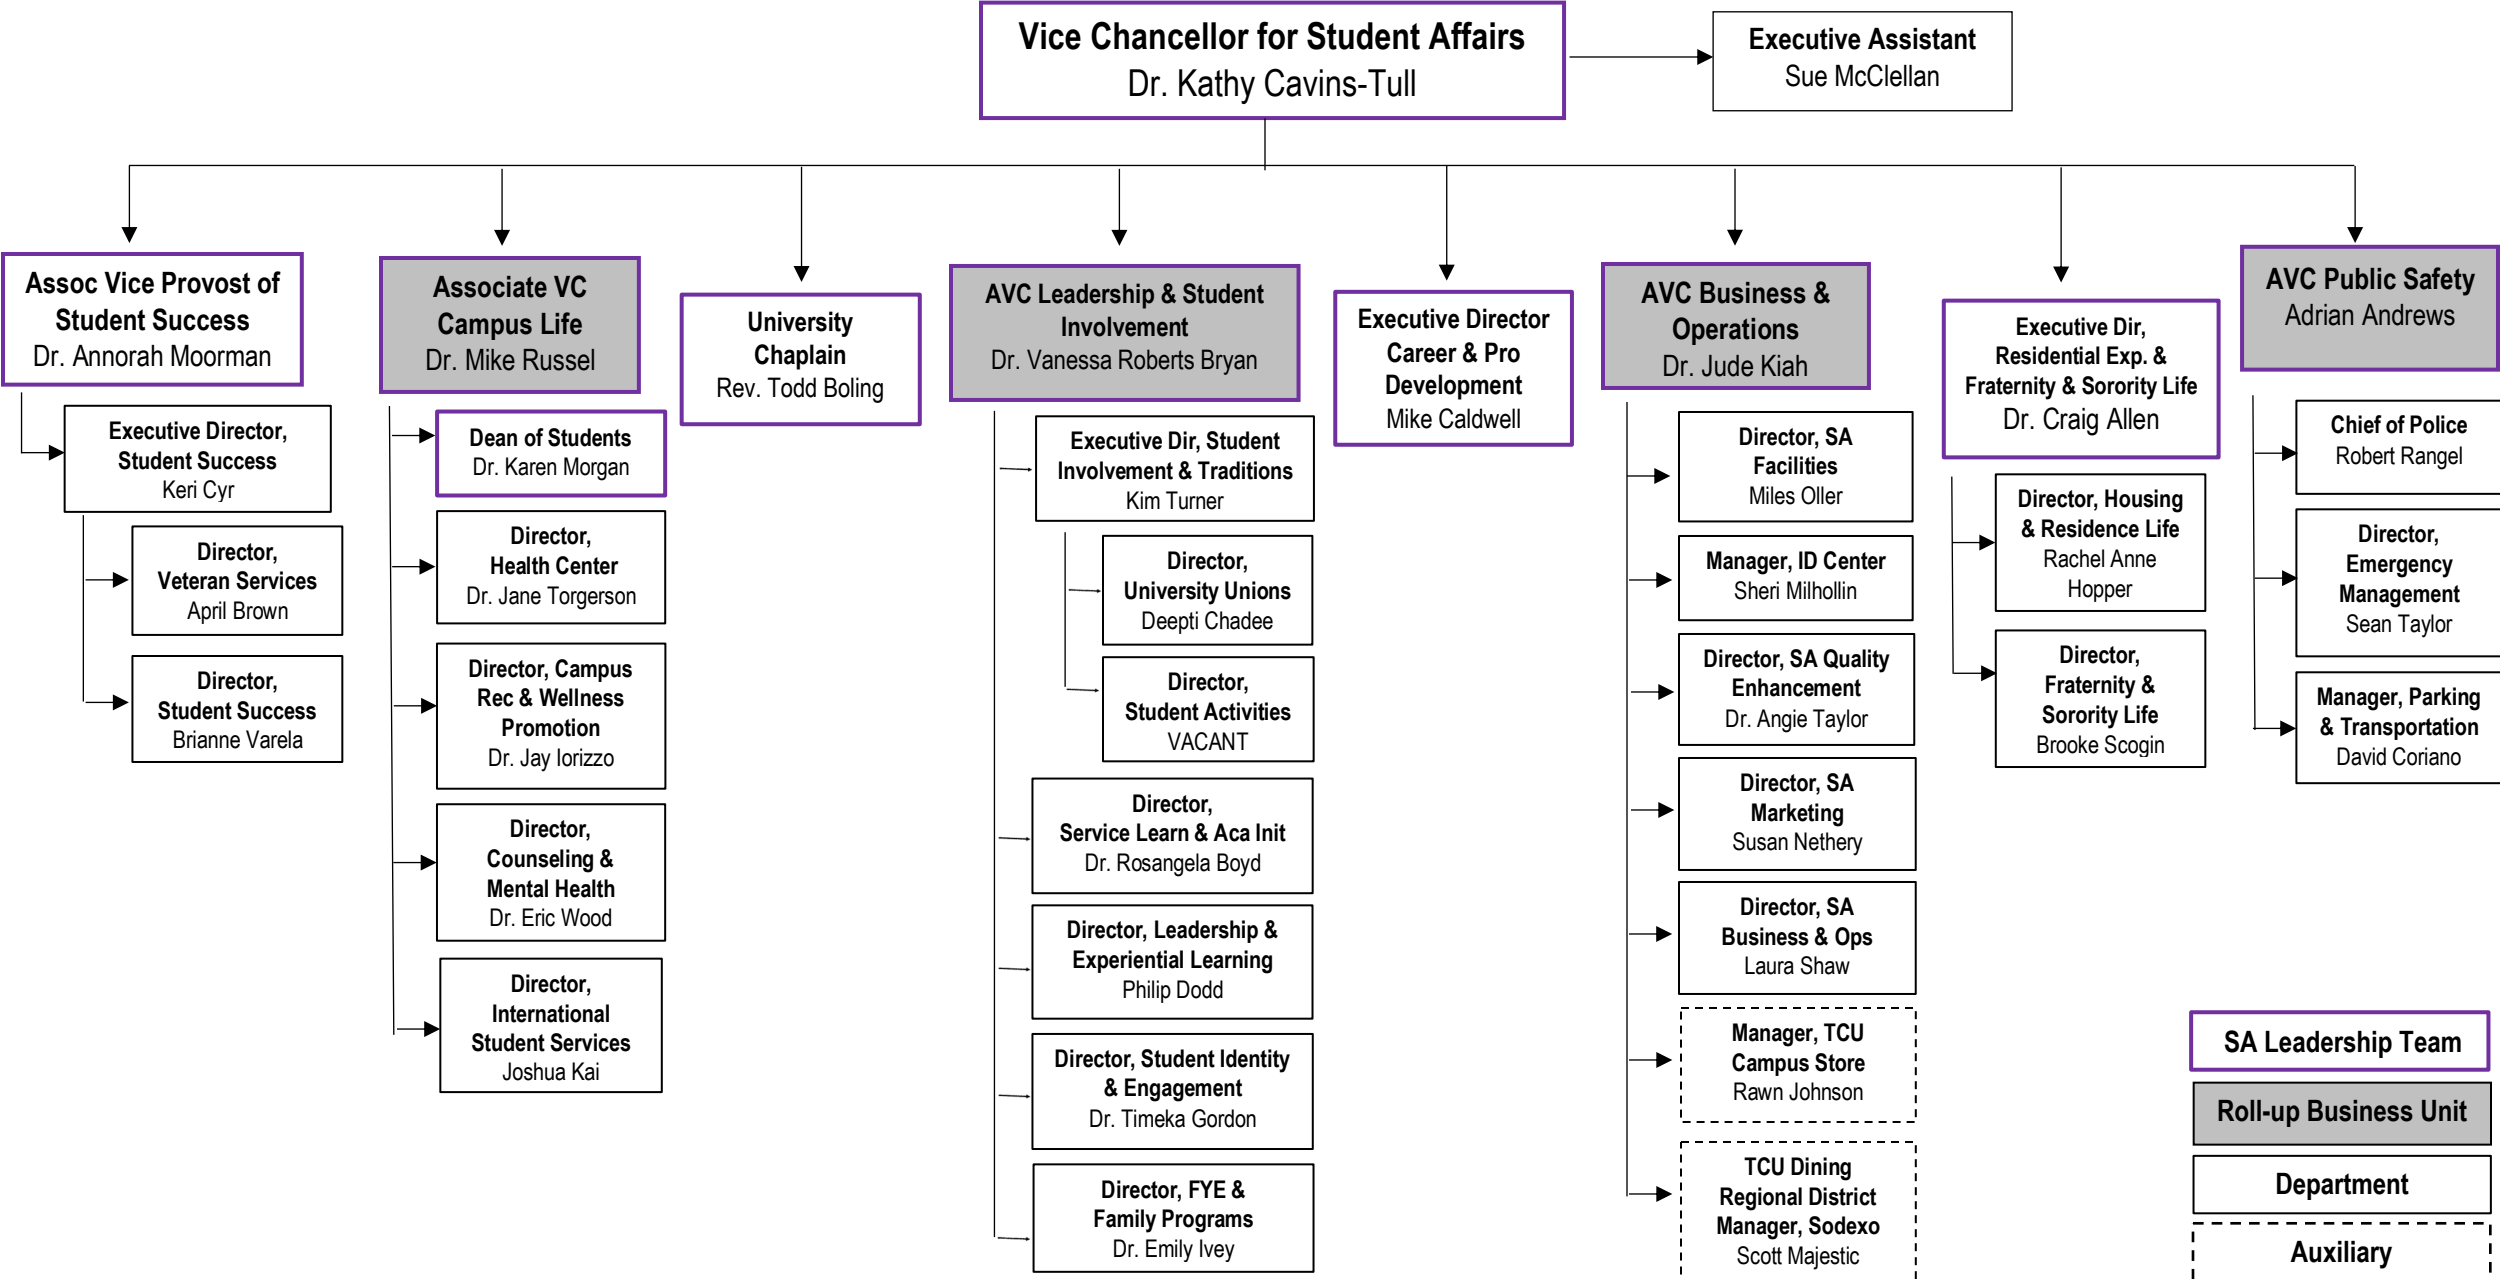 Vice Chancellor for Student Affairs
Dr. Kathy Cavins-Tull
Executive Assistant
Sue McClellan
Assoc Vice Provost of
Student Success
Dr. Annorah Moorman
Executive Director,
Student Success
Keri Cyr
Director,
Veteran Services
April Brown
Director,
Student Success
Brianne Varela
Associate VC
Campus Life
Dr. Mike Russel
Dean of Students
Dr. Karen Morgan
Director,
Health Center
Dr. Jane Torgerson
Director, Campus
Rec & Wellness
Promotion
Dr. Jay Iorizzo
Director,
Counseling &
Mental Health
Dr. Eric Wood
Director,
International
Student Services
Joshua Kai
University
Chaplain
Rev. Todd Boling
AVC Leadership & Student
Involvement
Dr. Vanessa Roberts Bryan
Executive Dir, Student
Involvement & Traditions
Kim Turner
Director,
University Unions
Deepti Chadee
Director,
Student Activities
VACANT
Director,
Service Learn & Aca Init
Dr. Rosangela Boyd
Director, Leadership &
Experiential Learning
Philip Dodd
Director, Student Identity
& Engagement
Dr. Timeka Gordon
Director, FYE &
Family Programs
Dr. Emily Ivey
Executive Director
Career & Pro
Development
Mike Caldwell
AVC Business &
Operations
Dr. Jude Kiah
Director, SA
Facilities
Miles Oller
Manager, ID Center
Sheri Milhollin
Director, SA Quality
Enhancement
Dr. Angie Taylor
Director, SA
Marketing
Susan Nethery
Director, SA
Business & Ops
Laura Shaw
Manager, TCU
Campus Store
Rawn Johnson
TCU Dining
Regional District
Manager, Sodexo
Scott Majestic
Executive Dir,
Residential Exp. &
Fraternity & Sorority Life
Dr. Craig Allen
Director, Housing
& Residence Life
Rachel Anne
Hopper
Director,
Fraternity &
Sorority Life
Brooke Scogin
AVC Public Safety
Adrian Andrews
Chief of Police
Robert Rangel
Director,
Emergency
Management
Sean Taylor
Manager, Parking
& Transportation
David Coriano
SA Leadership Team
Roll-up Business Unit
Department
Auxiliary